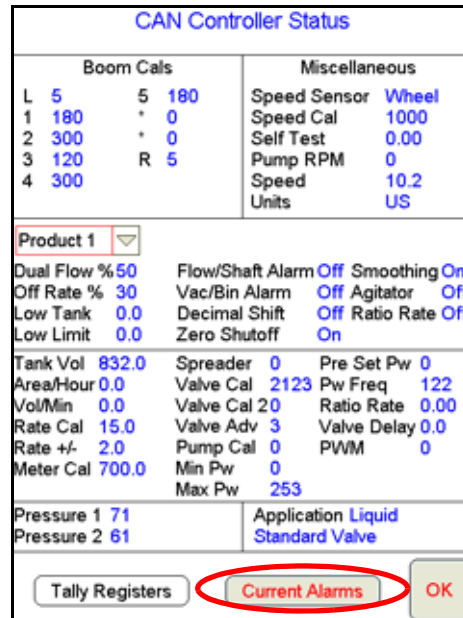 CAN Controller Status
Boom Cals
L 5 5 180
1 180 * 0
2 300 * 0
3 120 R 5
4 300
Miscellaneous
Speed Sensor Wheel
Speed Cal 1000
Self Test 0.00
Pump RPM 0
Speed 10.2
Units US
Product 1
Dual Flow % 50 Flow/Shaft Alarm Off Smoothing On
Off Rate % 30 Vac/Bin Alarm Off Agitator Of
Low Tank 0.0 Decimal Shift Off Ratio Rate Of
Low Limit 0.0 Zero Shutoff On
Tank Vol 832.0 Spreader 0 Pre Set Pw 0
Area/Hour 0.0 Valve Cal 2123 Pw Freq 122
Vol/Min 0.0 Valve Cal 2 0 Ratio Rate 0.00
Rate Cal 15.0 Valve Adv 3 Valve Delay 0.0
Rate +/- 2.0 Pump Cal 0 PWM 0
Meter Cal 700.0 Min Pw 0
Max Pw 253
Pressure 1 71 Application Liquid
Pressure 2 61 Standard Valve
Tally Registers Current Alarms OK